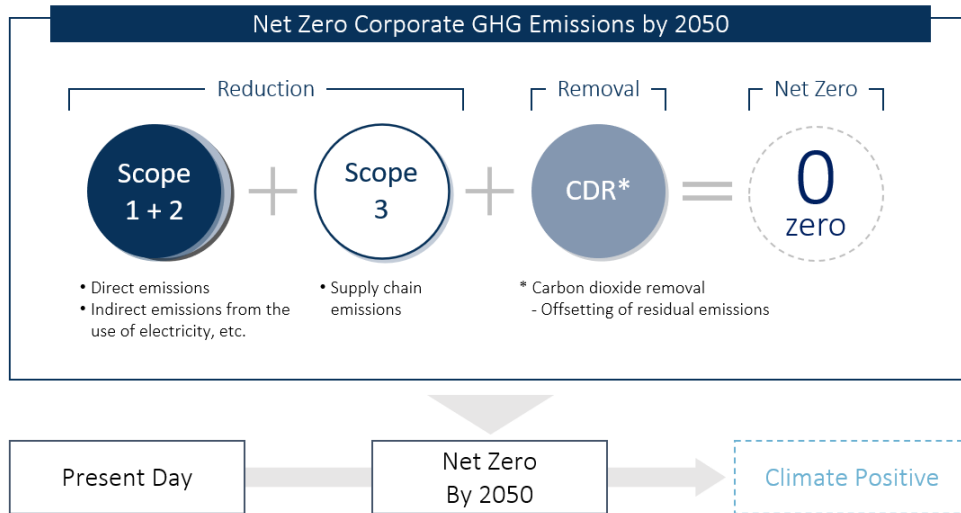 Net Zero Corporate GHG Emissions by 2050
Reduction
Removal
Net Zero
Scope
1 + 2
+
Scope
3
+
CDR*
=
0
zero
• Direct emissions
• Indirect emissions from the
use of electricity, etc.
• Supply chain
emissions
* Carbon dioxide removal
- Offsetting of residual emissions
Present Day
Net Zero
By 2050
Climate Positive